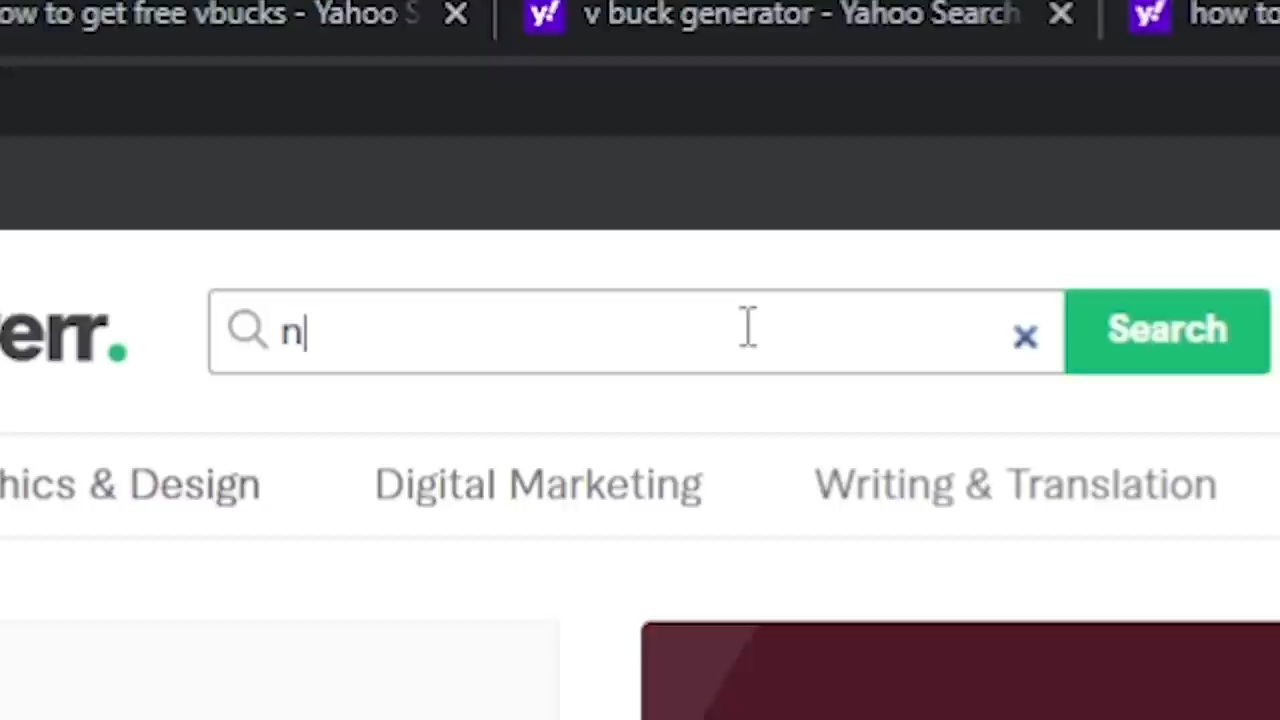 ow to get free vbucks - Yahoo S
y! v buck generator - Yahoo Search
y! how to
err.
n
Search
hics & Design
Digital Marketing
Writing & Translation